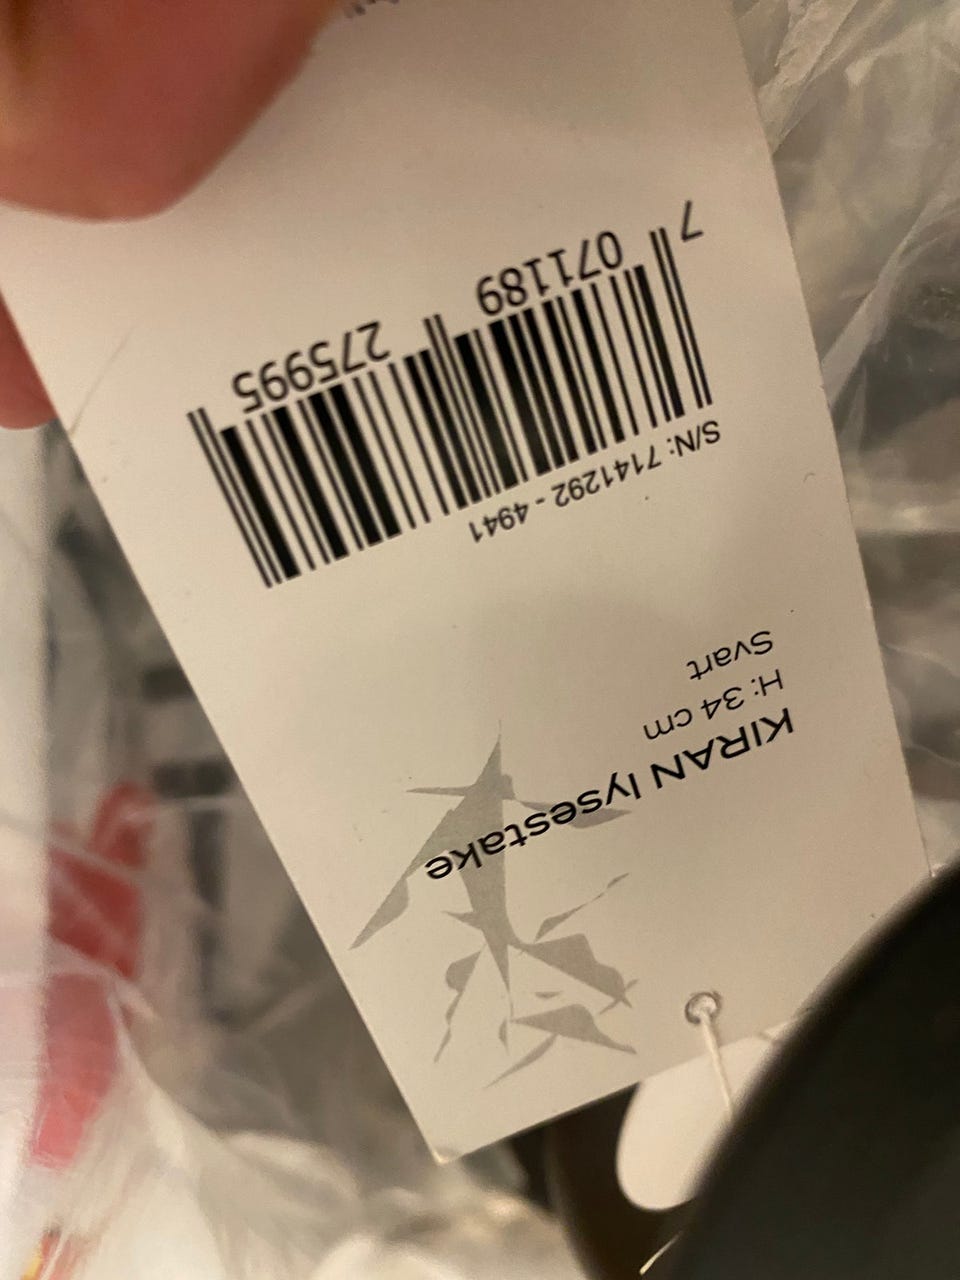 KIRAN lysestake
H: 34 cm
Svart
S/N: 7141292 - 4941
7 071189 275995